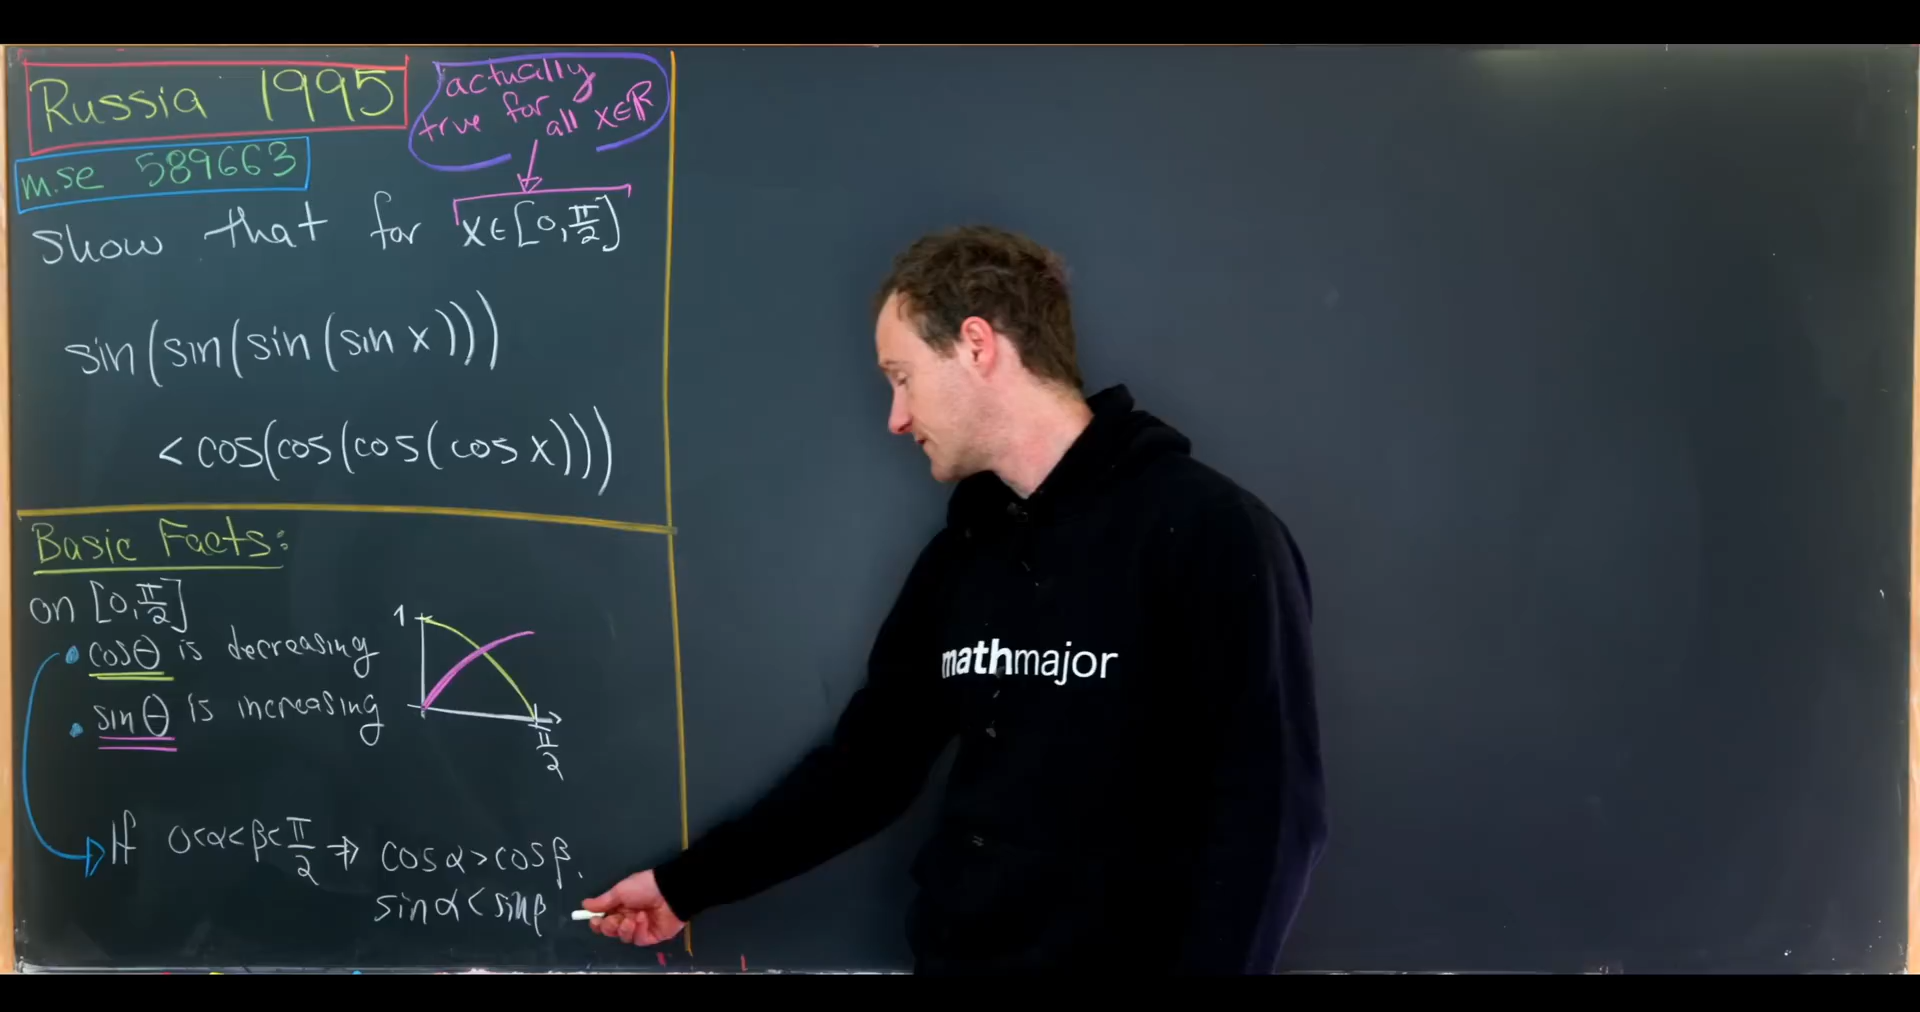 Russia 1995
actually
true for
all x∈ℝ
m.se 589663
Show that for x∈[0,π/2]
sin(sin(sin(sin x)))
<cos(cos(cos(cos x)))
Basic Facts:
on [0,π/2]
• cosθ is decreasing
• sinθ is increasing
1
π/2
If 0<α<β<π/2 ⇒ cosα>cosβ.
sinα<sinβ
mathmajor